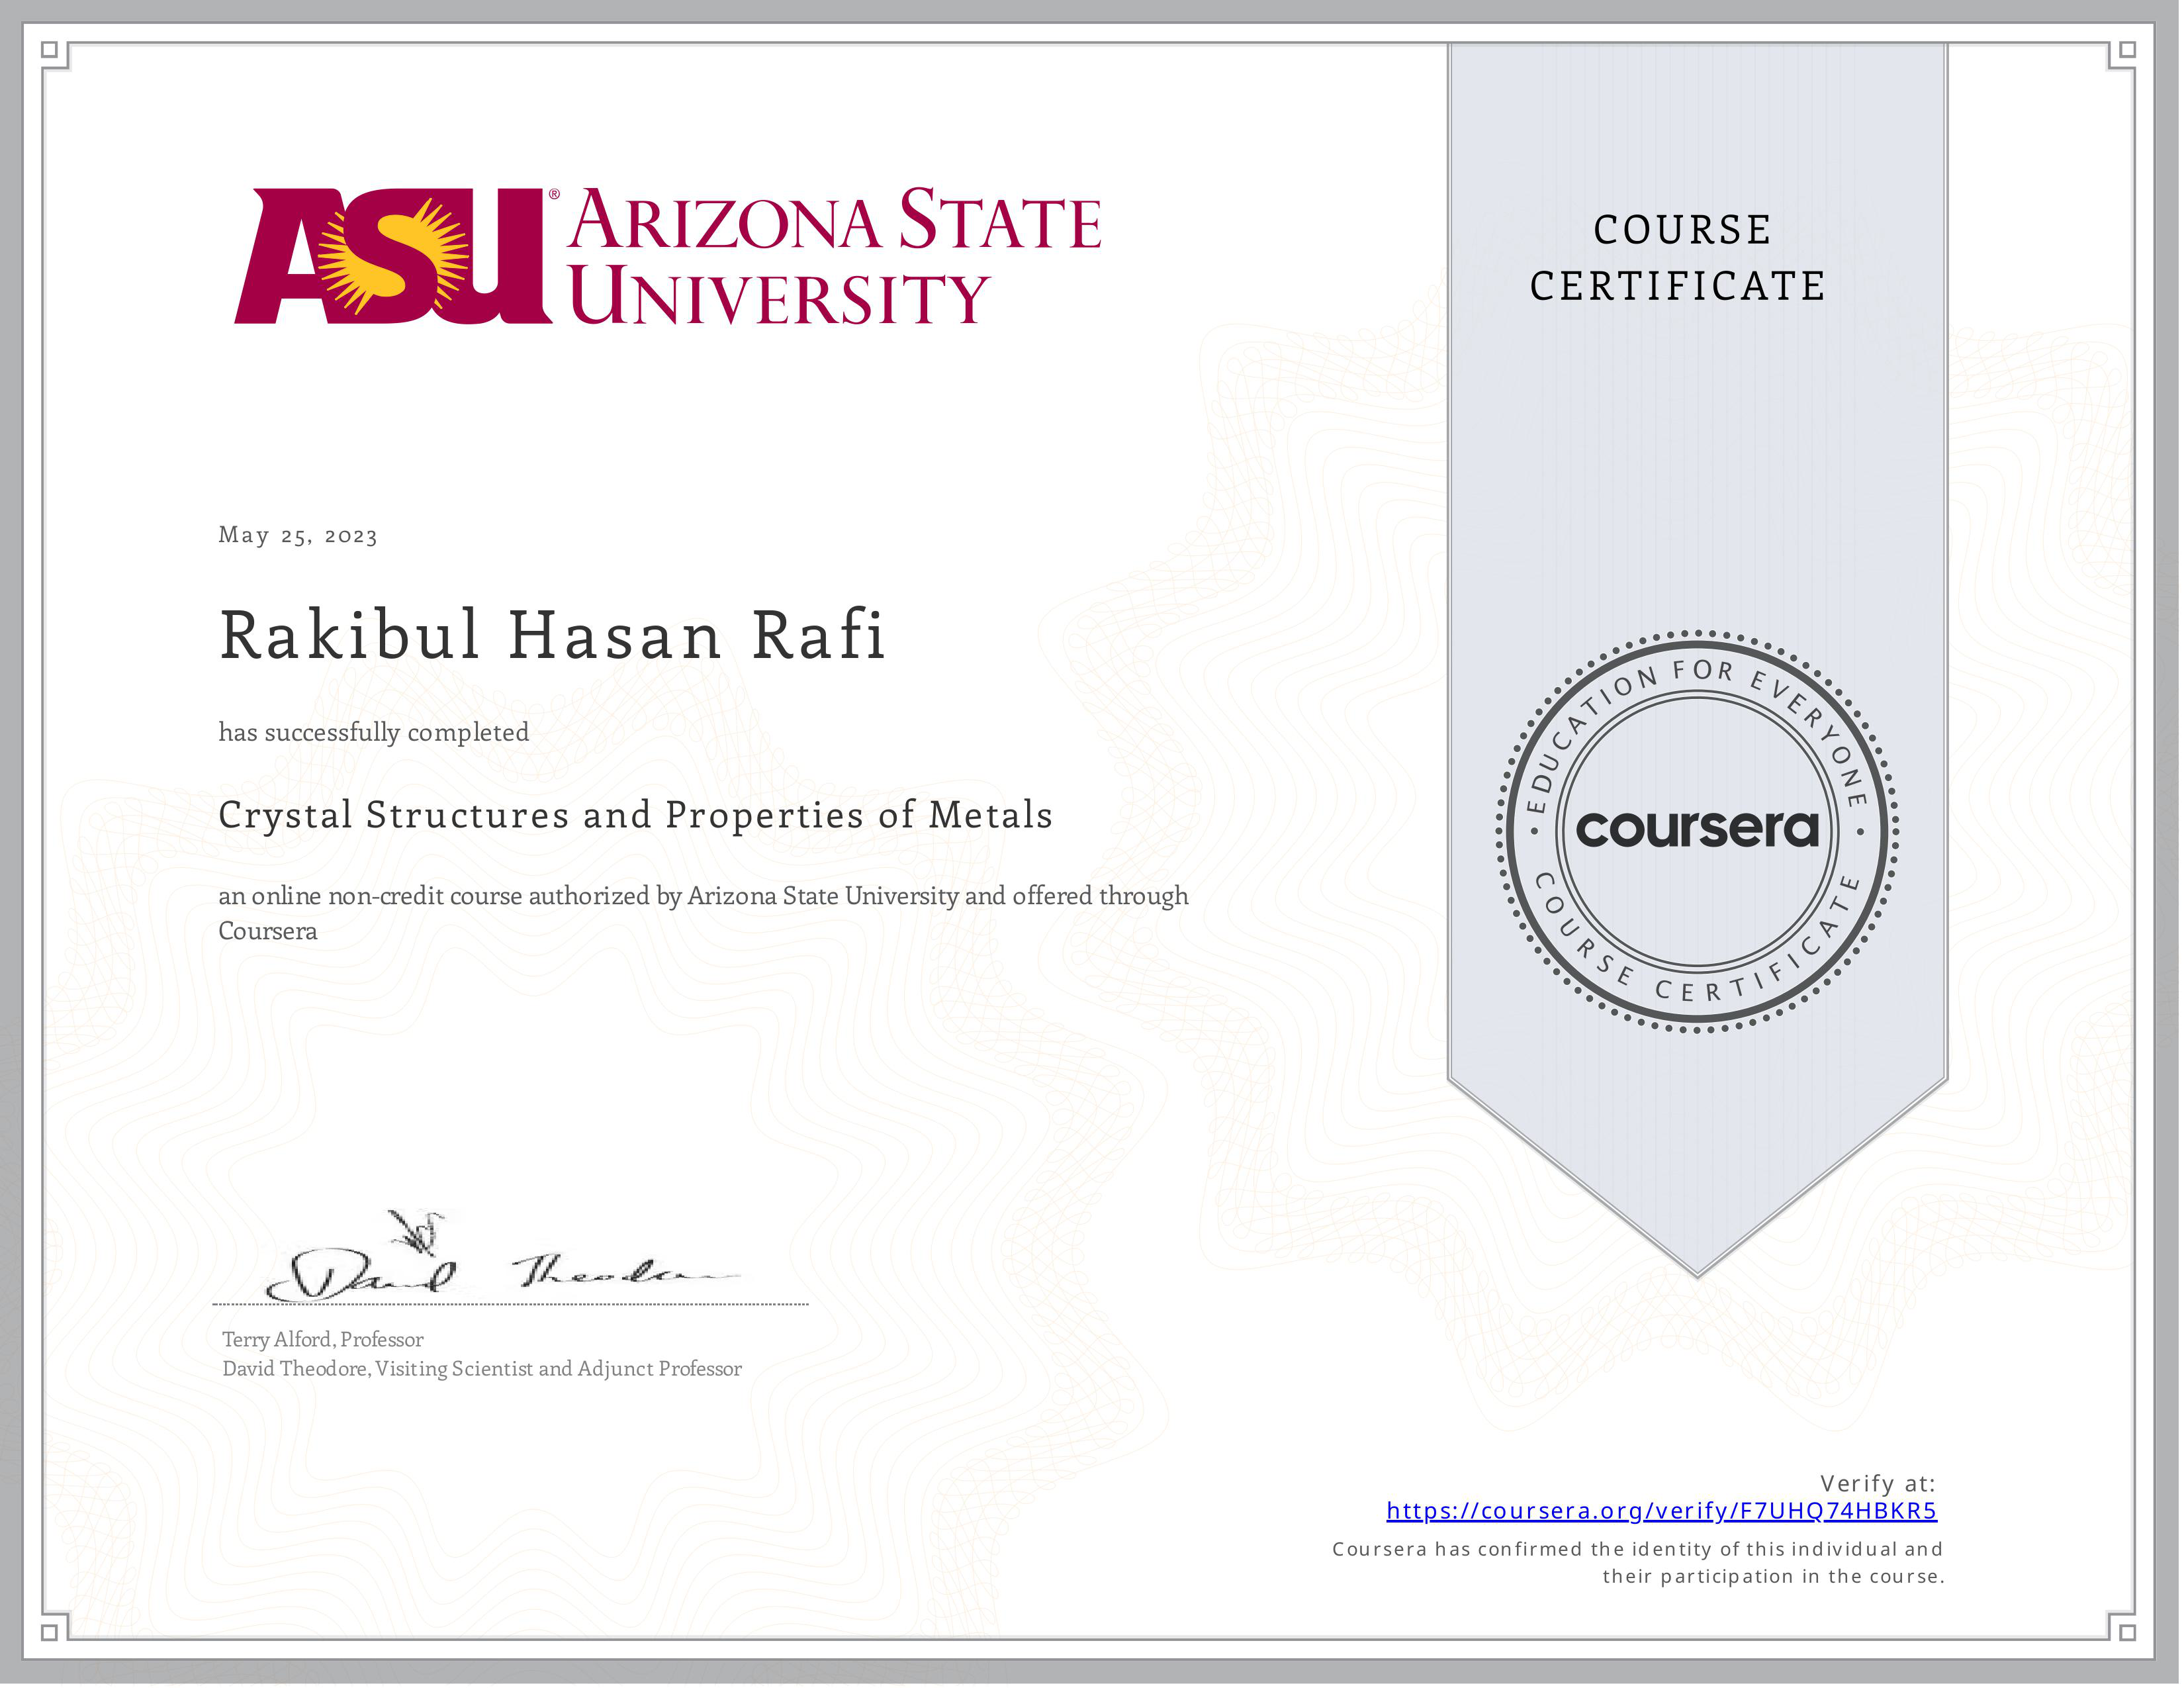 ASU® ARIZONA STATE
UNIVERSITY
COURSE
CERTIFICATE
May 25, 2023
Rakibul Hasan Rafi
has successfully completed
Crystal Structures and Properties of Metals
an online non-credit course authorized by Arizona State University and offered through
Coursera
• EDUCATION FOR EVERYONE •
coursera
COURSE CERTIFICATE
David Theodore
Terry Alford, Professor
David Theodore, Visiting Scientist and Adjunct Professor
Verify at:
https://coursera.org/verify/F7UHQ74HBKR5
Coursera has confirmed the identity of this individual and
their participation in the course.